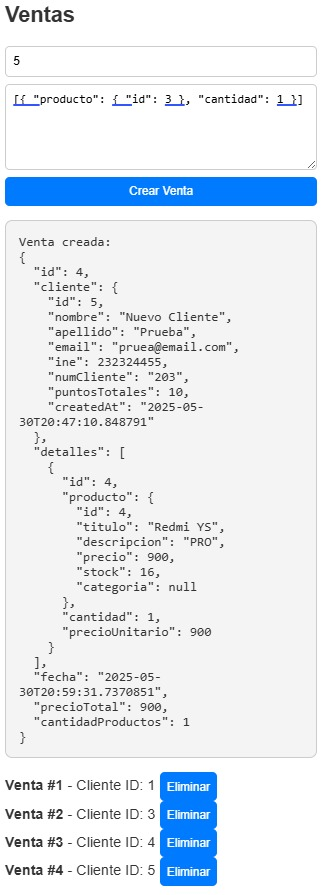 Ventas
5
[{ "producto": { "id": 3 }, "cantidad": 1 }]
Crear Venta
Venta creada:
{
  "id": 4,
  "cliente": {
    "id": 5,
    "nombre": "Nuevo Cliente",
    "apellido": "Prueba",
    "email": "pruea@email.com",
    "ine": 232324455,
    "numCliente": "203",
    "puntosTotales": 10,
    "createdAt": "2025-05-
30T20:47:10.848791"
  },
  "detalles": [
    {
      "id": 4,
      "producto": {
        "id": 4,
        "titulo": "Redmi YS",
        "descripcion": "PRO",
        "precio": 900,
        "stock": 16,
        "categoria": null
      },
      "cantidad": 1,
      "precioUnitario": 900
    }
  ],
  "fecha": "2025-05-
30T20:59:31.7370851",
  "precioTotal": 900,
  "cantidadProductos": 1
}
Venta #1 - Cliente ID: 1 Eliminar
Venta #2 - Cliente ID: 3 Eliminar
Venta #3 - Cliente ID: 4 Eliminar
Venta #4 - Cliente ID: 5 Eliminar